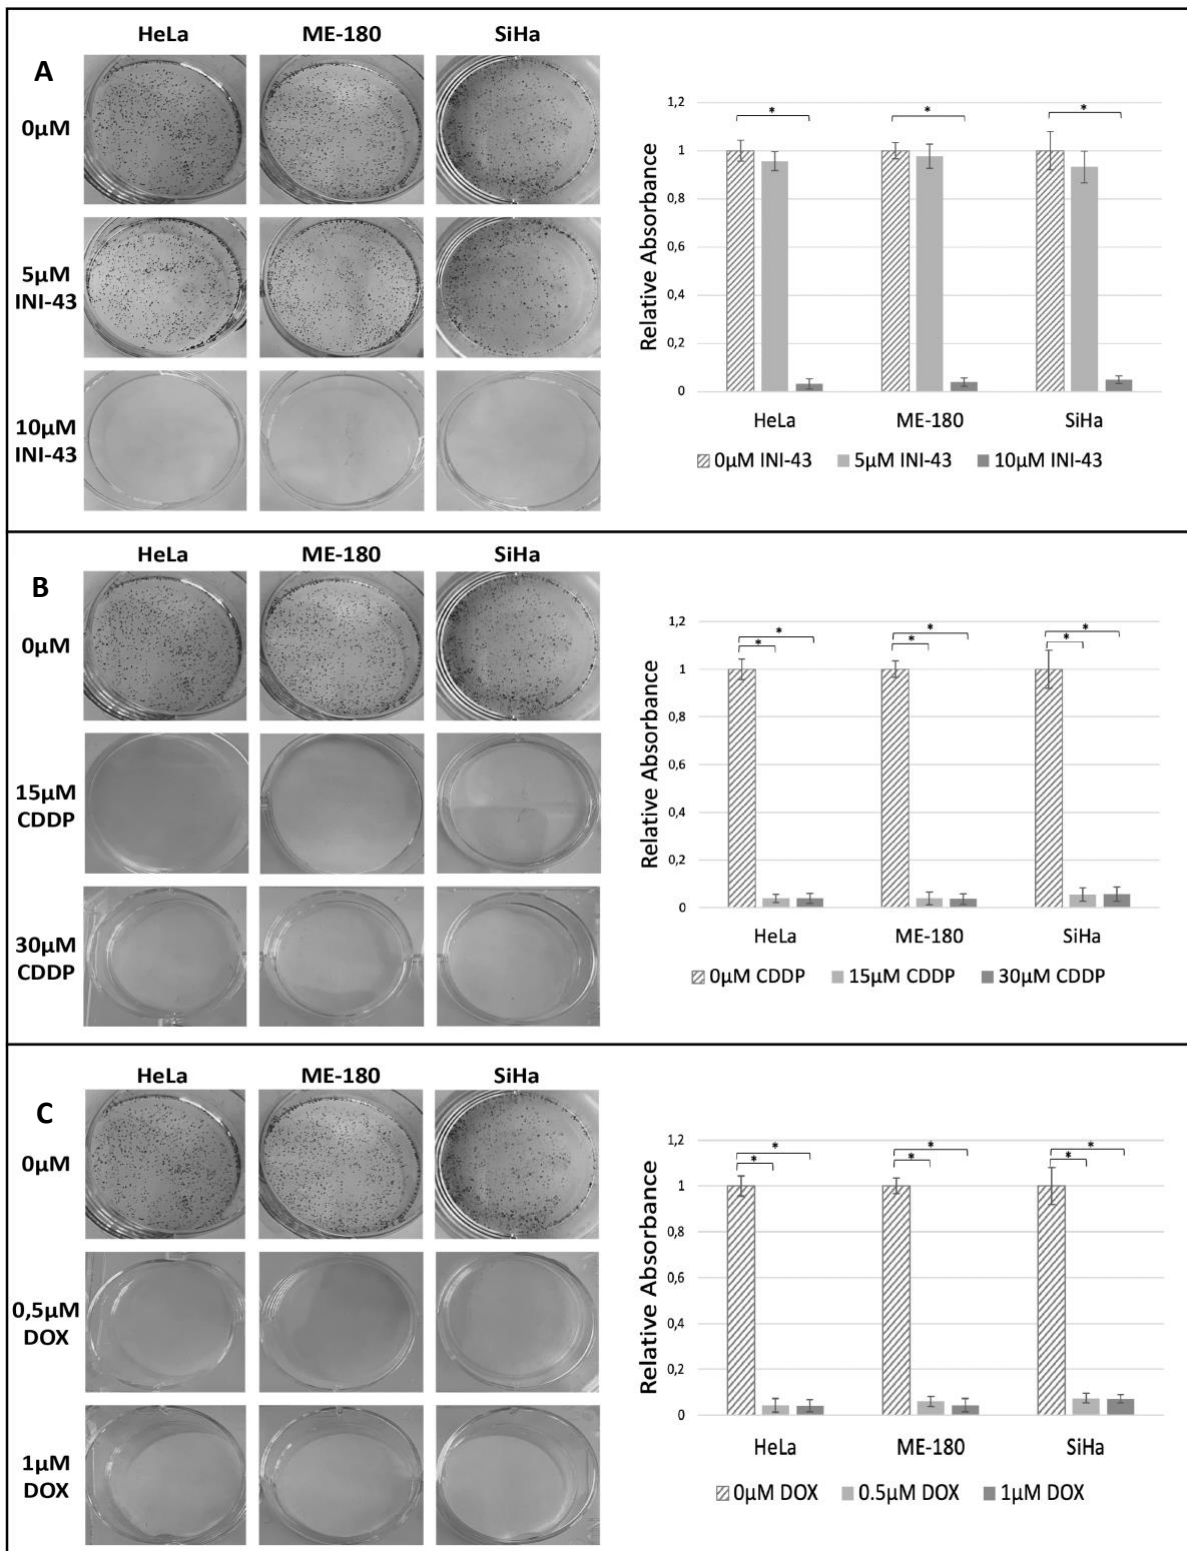 HeLa ME-180 SiHa
A
0µM
5µM
INI-43
10µM
INI-43
Relative Absorbance
1,2
1
0,8
0,6
0,4
0,2
0
* * *
HeLa ME-180 SiHa
0µM INI-43 5µM INI-43 10µM INI-43
HeLa ME-180 SiHa
B
0µM
15µM
CDDP
30µM
CDDP
Relative Absorbance
1,2
1
0,8
0,6
0,4
0,2
0
* * *
* * *
HeLa ME-180 SiHa
0µM CDDP 15µM CDDP 30µM CDDP
HeLa ME-180 SiHa
C
0µM
0,5µM
DOX
1µM
DOX
Relative Absorbance
1,2
1
0,8
0,6
0,4
0,2
0
* * *
* * *
HeLa ME-180 SiHa
0µM DOX 0.5µM DOX 1µM DOX